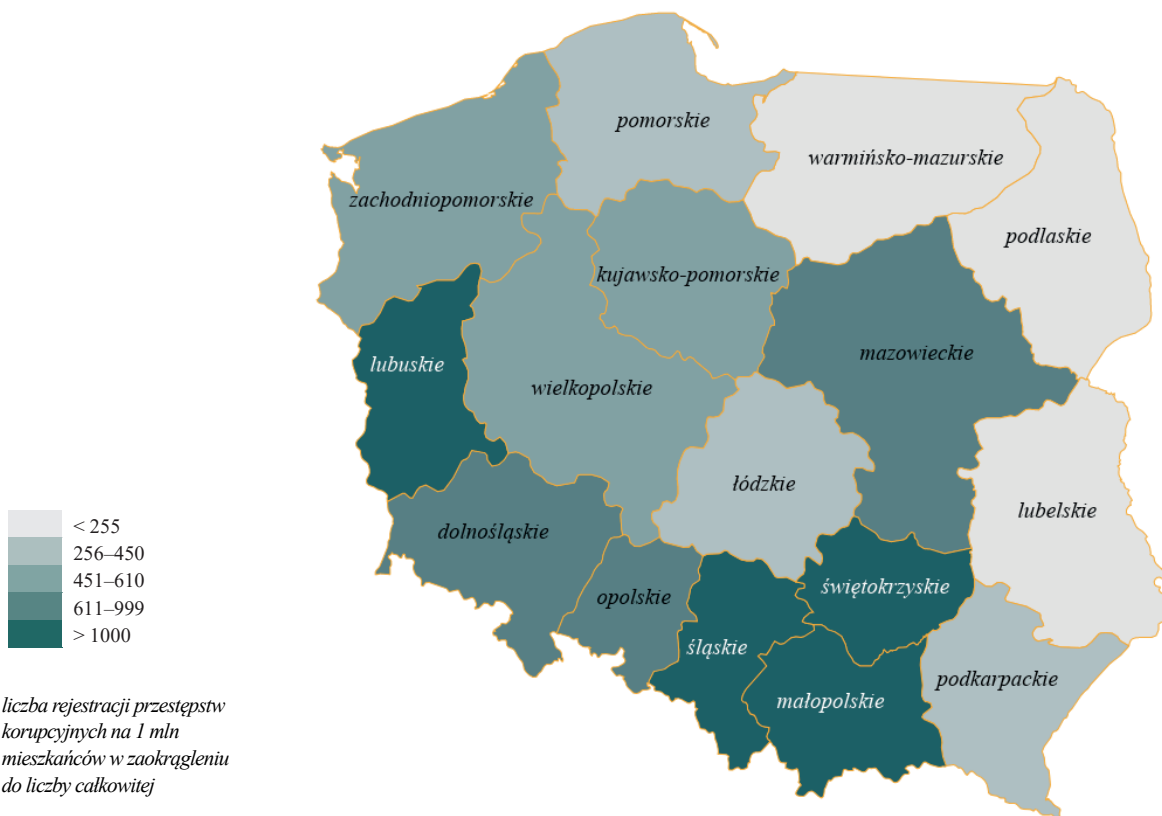 pomorskie
warmińsko-mazurskie
zachodniopomorskie
podlaskie
kujawsko-pomorskie
mazowieckie
lubuskie
wielkopolskie
łódzkie
lubelskie
dolnośląskie
świętokrzyskie
opolskie
śląskie
podkarpackie
małopolskie
< 255
256–450
451–610
611–999
> 1000
liczba rejestracji przestępstw
korupcyjnych na 1 mln
mieszkańców w zaokrągleniu
do liczby całkowitej